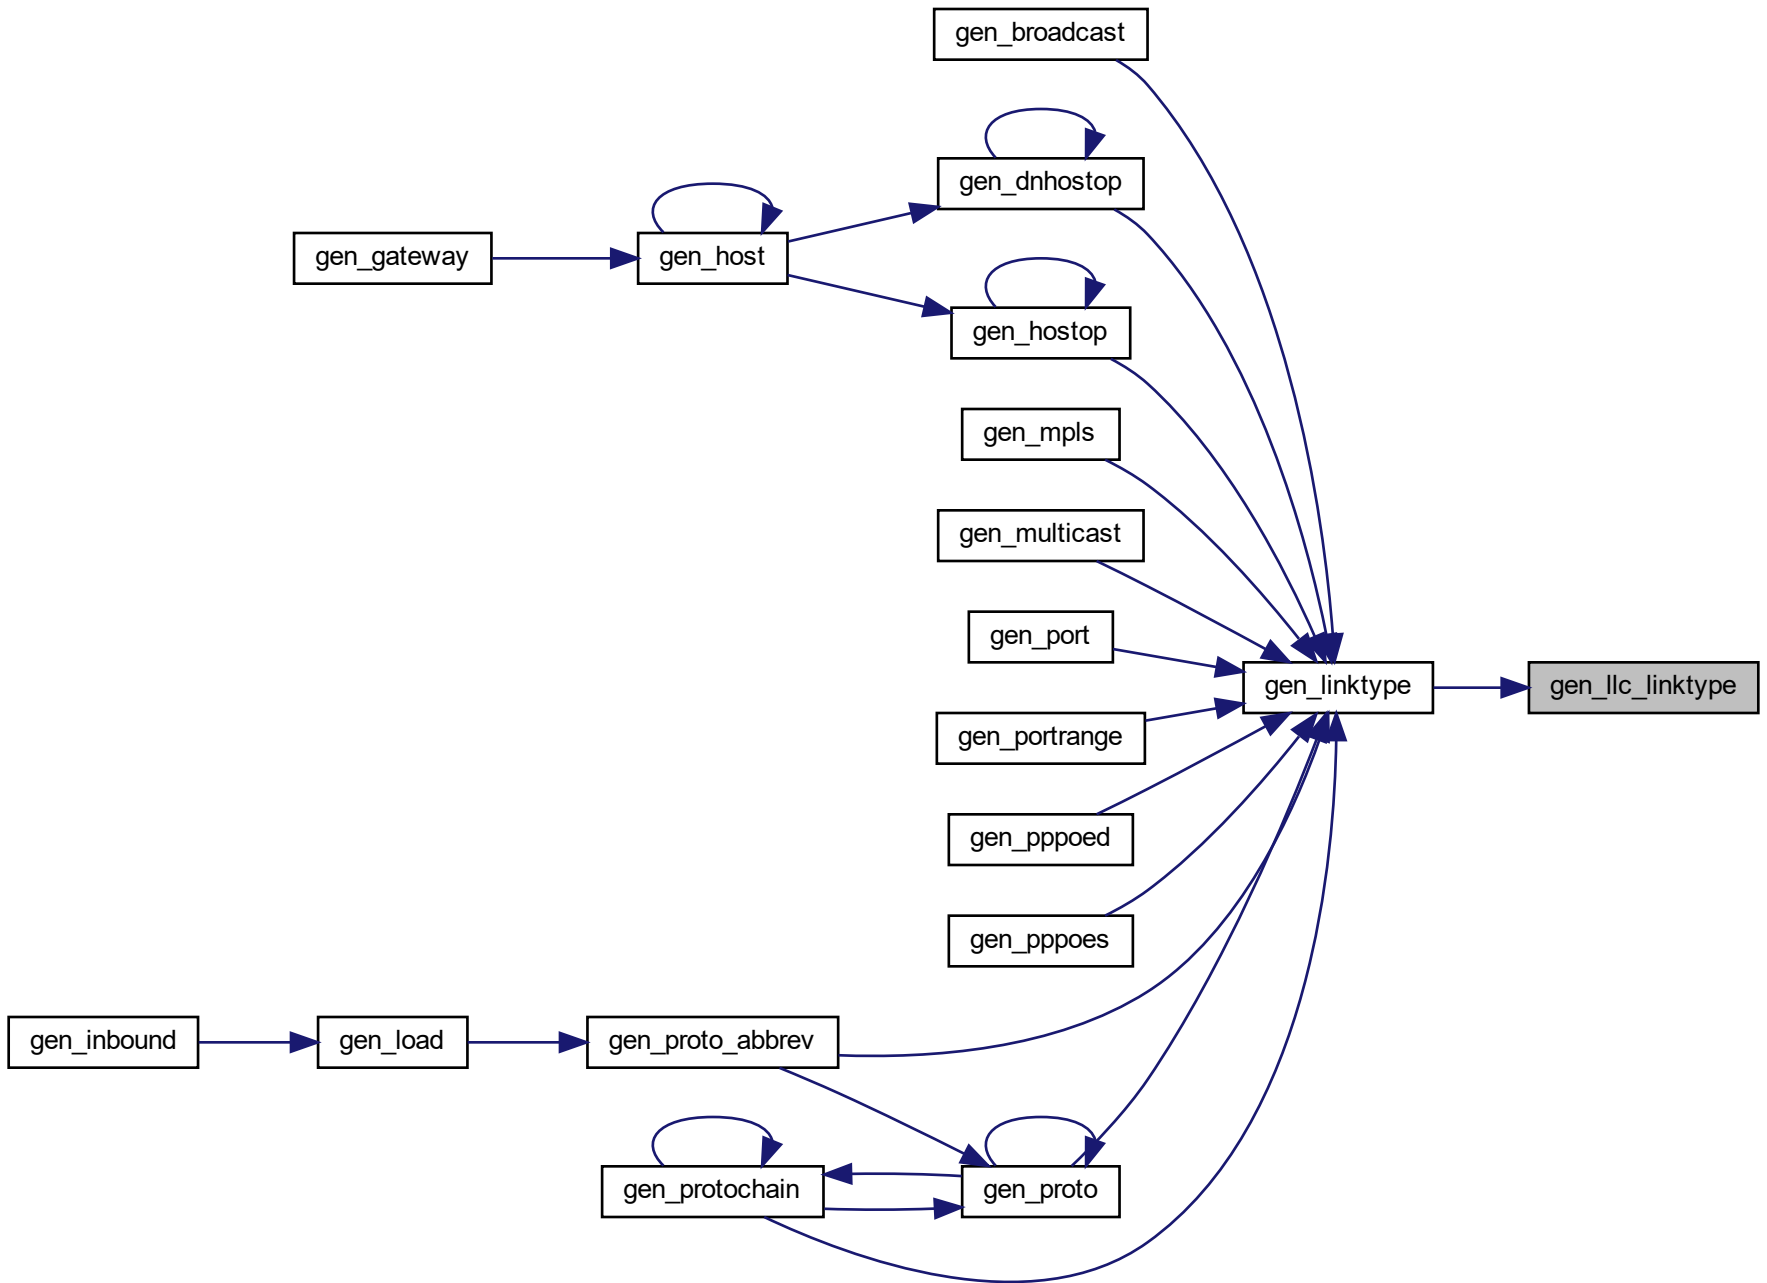 gen_broadcast
gen_dnhostop
gen_gateway
gen_host
gen_hostop
gen_mpls
gen_multicast
gen_port
gen_linktype
gen_llc_linktype
gen_portrange
gen_pppoed
gen_pppoes
gen_inbound
gen_load
gen_proto_abbrev
gen_protochain
gen_proto